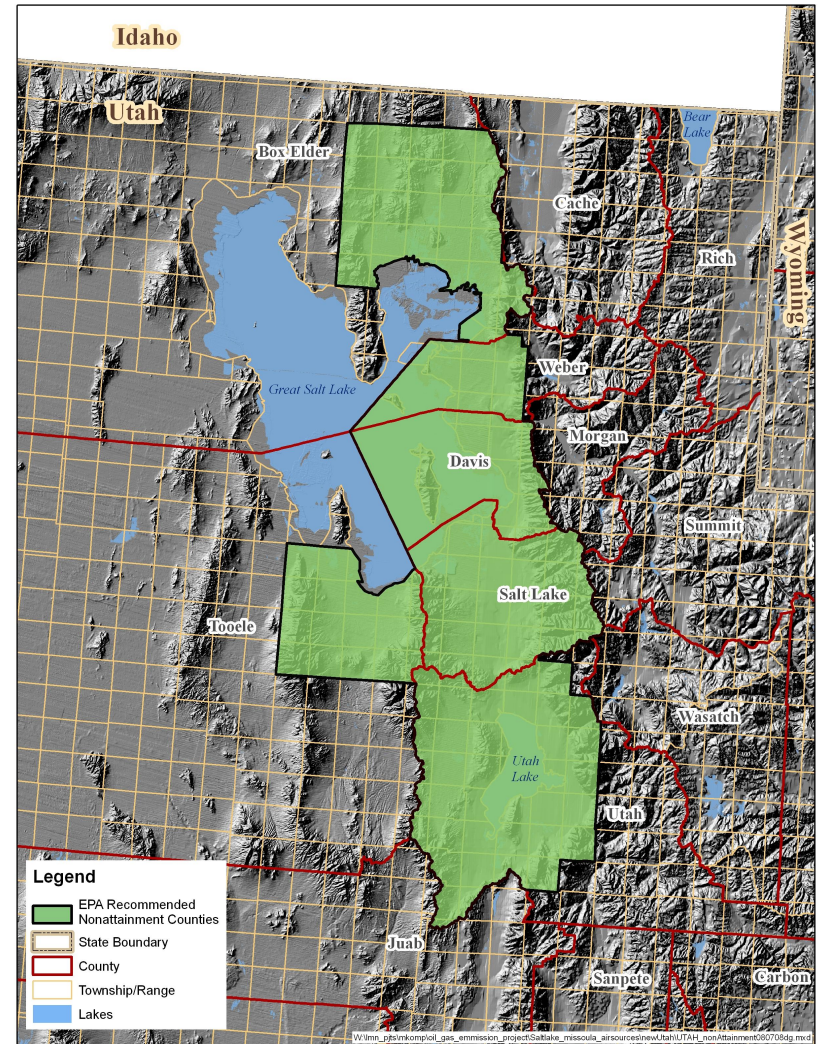 Idaho
Utah
Bear
Lake
Box Elder
Cache
Wyoming
Rich
Weber
Great Salt Lake
Morgan
Davis
Summit
Salt Lake
Tooele
Wasatch
Utah
Lake
Utah
Juab
Sanpete
Carbon
Legend
EPA Recommended
Nonattainment Counties
State Boundary
County
Township/Range
Lakes
W:\lmn_pjts\mkomp\oil_gas_emmission_project\Saltlake_missoula_airsources\newUtah\UTAH_nonAttainment080708dg.mxd